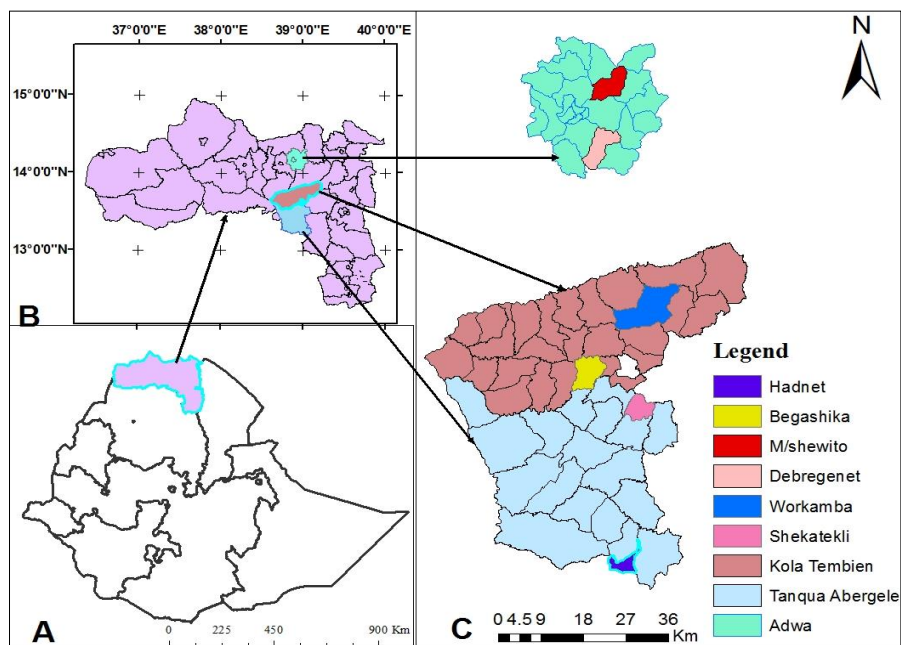 37°0'0"E 38°0'0"E 39°0'0"E 40°0'0"E
15°0'0"N
14°0'0"N
13°0'0"N
B
A
0 225 450 900 Km
N
Legend
Hadnet
Begashika
M/shewito
Debregenet
Workamba
Shekatekli
Kola Tembien
Tanqua Abergele
Adwa
C
0 4.5 9 18 27 36
Km